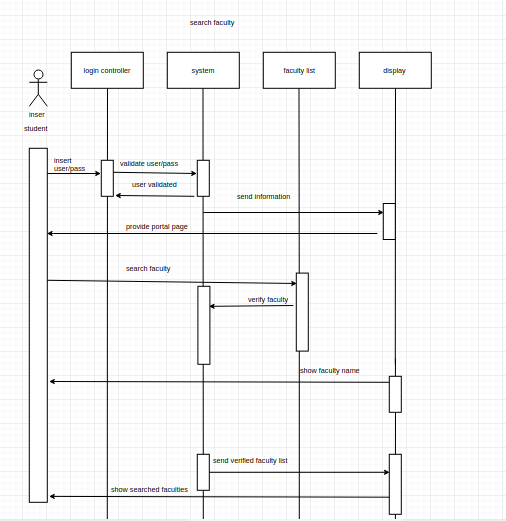 search faculty
login controller
system
faculty list
display
inser
student
insert
user/pass
validate user/pass
user validated
send information
provide portal page
search faculty
verify faculty
show faculty name
send verified faculty list
show searched faculties